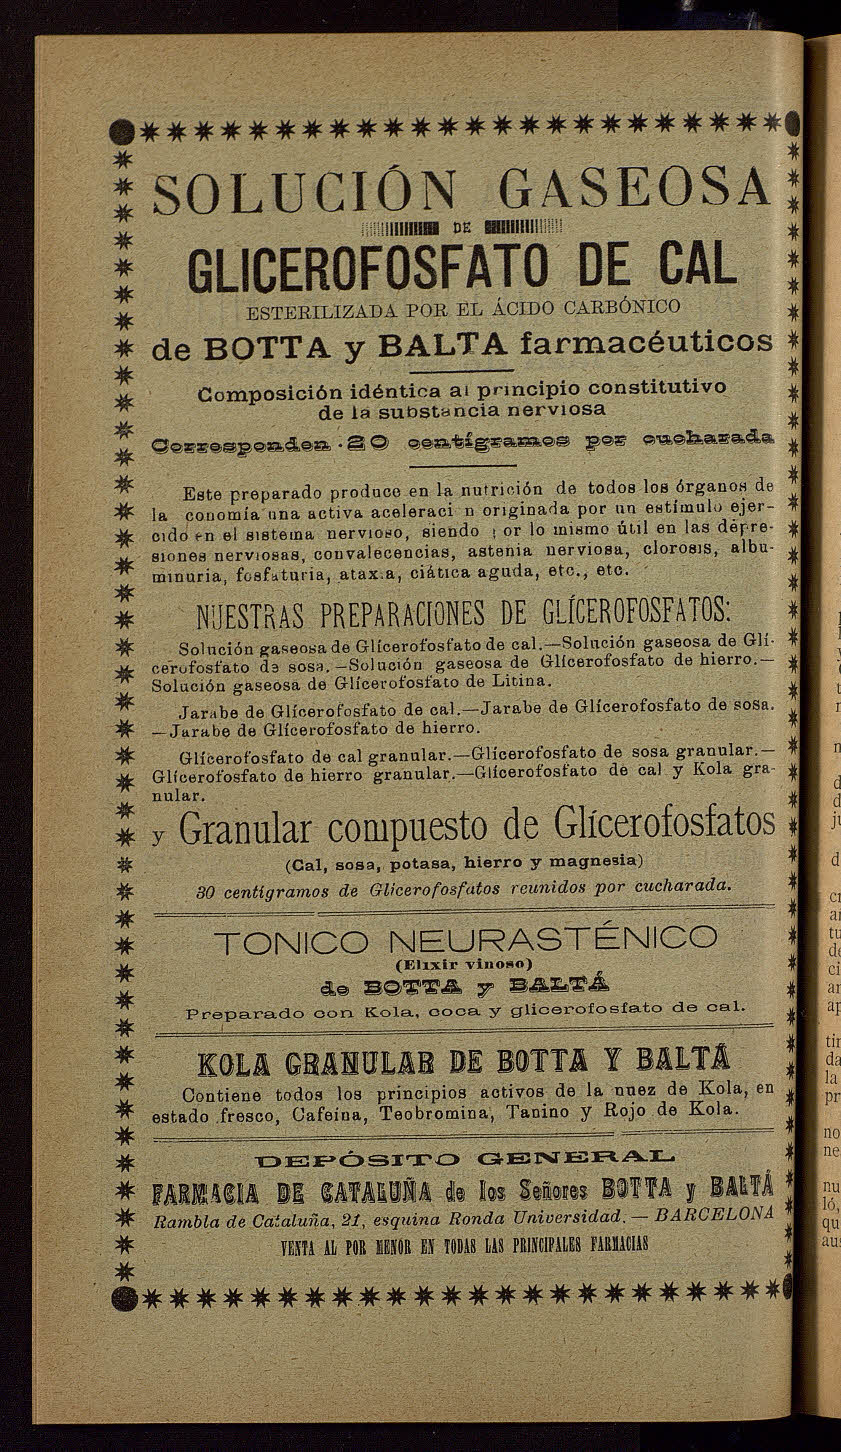 SOLUCIÓN GASEOSA
DE
GLICEROFOSFATO DE CAL
ESTERILIZADA POR EL ÁCIDO CARBÓNICO
de BOTTA y BALTA farmacéuticos
Composición idéntica al principio constitutivo
de la substancia nerviosa
Corresponden 20 centígramos por cucharada
Este preparado produce en la nutrición de todos los órganos de
la conomía una activa aceleraci n originada por un estímulo ejer-
cido en el sistema nervioso, siendo por lo mismo útil en las depre-
siones nerviosas, convalecencias, astenia nerviosa, clorosis, albu-
minuria, fosfaturia, ataxia, ciática aguda, etc., etc.
NUESTRAS PREPARACIONES DE GLÍCEROFOSFATOS:
Solución gaseosa de Glícerofosfato de cal.—Solución gaseosa de Glí-
cerofosfato de sosa.—Solución gaseosa de Glícerofosfato de hierro.—
Solución gaseosa de Glícerofosfato de Litina.
Jarabe de Glícerofosfato de cal.—Jarabe de Glícerofosfato de sosa.
—Jarabe de Glícerofosfato de hierro.
Glícerofosfato de cal granular.—Glícerofosfato de sosa granular.—
Glícerofosfato de hierro granular.—Glícerofosfato de cal y Kola gra-
nular.
y Granular compuesto de Glícerofosfatos
(Cal, sosa, potasa, hierro y magnesia)
30 centigramos de Glicerofosfatos reunidos por cucharada.
TONICO NEURASTÉNICO
(Elixir vinoso)
de BOTTA y BALTÁ
Preparado con Kola, coca y glicerofosfato de cal.
KOLA GRANULAR DE BOTTA Y BALTÁ
Contiene todos los principios activos de la nuez de Kola, en
estado fresco, Cafeína, Teobromina, Tanino y Rojo de Kola.
DEPÓSITO GENERAL
FARMACIA DE CATALUÑA de los Señores BOTTA y BALTÁ
Rambla de Cataluña, 21, esquina Ronda Universidad.—BARCELONA
VENTA AL POR MENOR EN TODAS LAS PRINCIPALES FARMACIAS